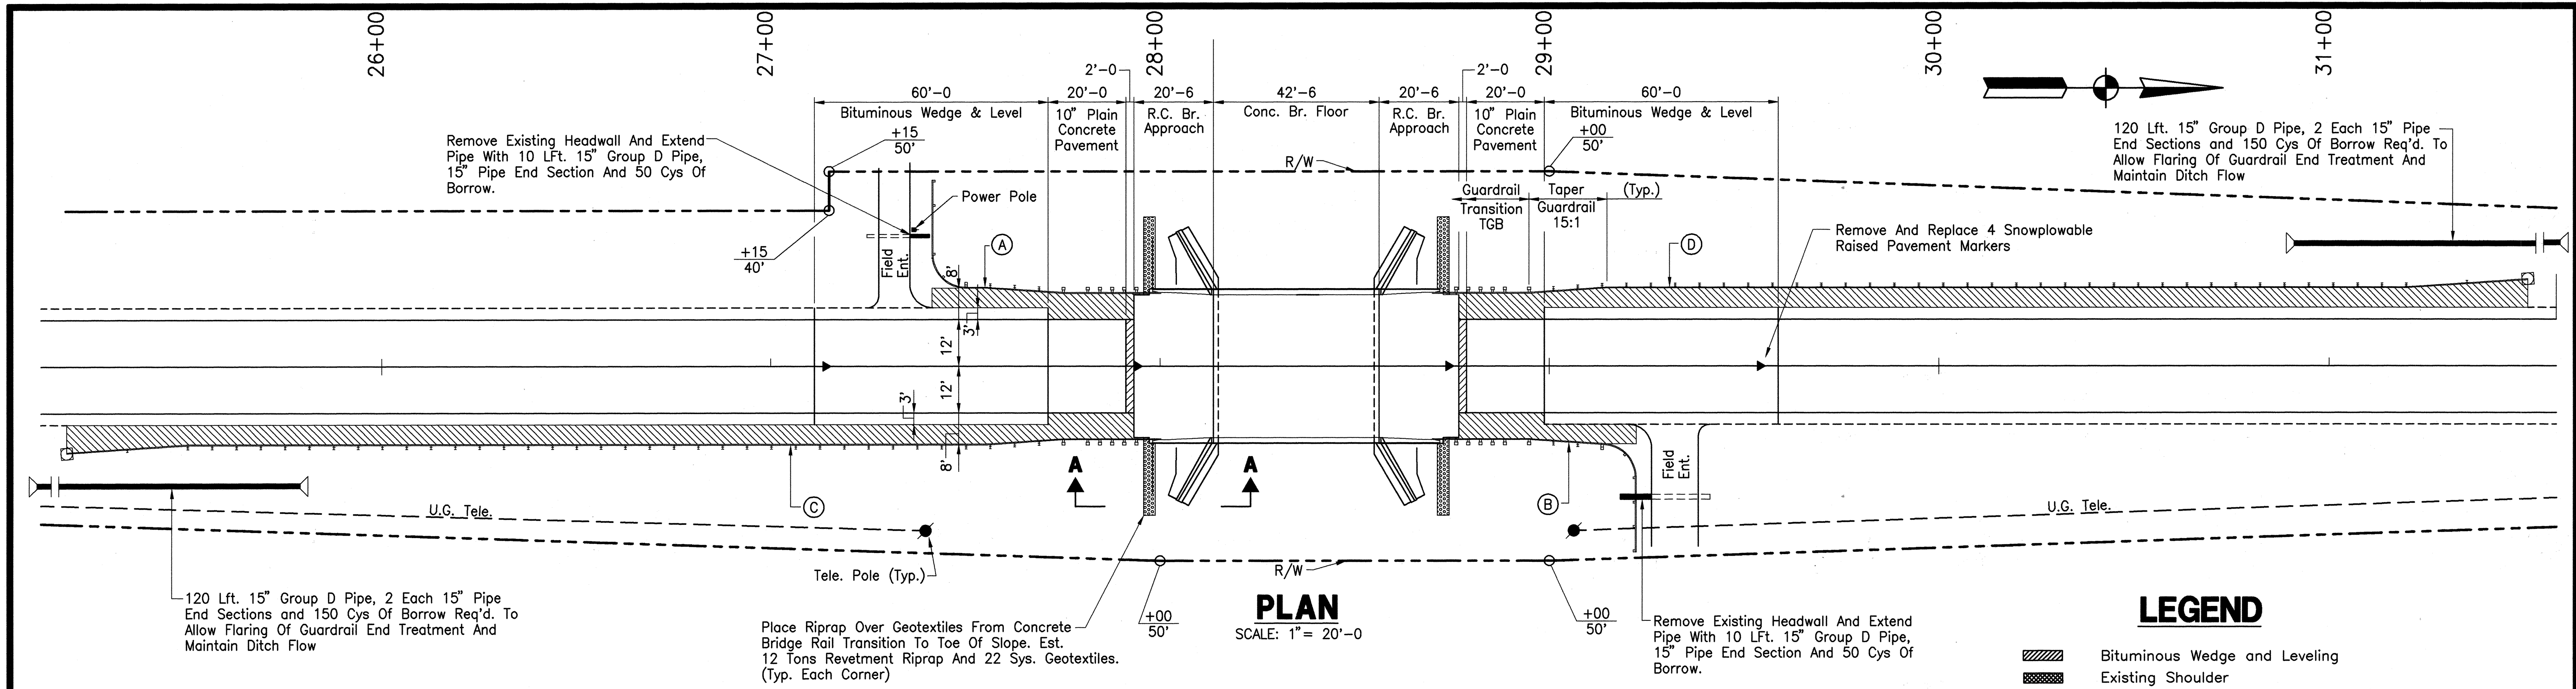 26+00
27+00
28+00
29+00
30+00
31+00
2'-0
2'-0
60'-0
20'-0
20'-6
42'-6
20'-6
20'-0
60'-0
Bituminous Wedge & Level
10" Plain
Concrete
Pavement
R.C. Br.
Approach
Conc. Br. Floor
R.C. Br.
Approach
10" Plain
Concrete
Pavement
Bituminous Wedge & Level
Remove Existing Headwall And Extend
Pipe With 10 LFt. 15" Group D Pipe,
15" Pipe End Section And 50 Cys Of
Borrow.
+15
50'
+00
50'
120 Lft. 15" Group D Pipe, 2 Each 15" Pipe
End Sections and 150 Cys Of Borrow Req'd. To
Allow Flaring Of Guardrail End Treatment And
Maintain Ditch Flow
R/W
Power Pole
Guardrail
Transition
TGB
Taper
Guardrail
15:1
(Typ.)
+15
40'
Field
Ent.
A
8'
3'
D
Remove And Replace 4 Snowplowable
Raised Pavement Markers
12'
12'
3'
8'
A
A
C
B
Field
Ent.
U.G. Tele.
U.G. Tele.
Tele. Pole (Typ.)
R/W
120 Lft. 15" Group D Pipe, 2 Each 15" Pipe
End Sections and 150 Cys Of Borrow Req'd. To
Allow Flaring Of Guardrail End Treatment And
Maintain Ditch Flow
Place Riprap Over Geotextiles From Concrete
Bridge Rail Transition To Toe Of Slope. Est.
12 Tons Revetment Riprap And 22 Sys. Geotextiles.
(Typ. Each Corner)
+00
50'
PLAN
SCALE: 1"= 20'-0
+00
50'
Remove Existing Headwall And Extend
Pipe With 10 LFt. 15" Group D Pipe,
15" Pipe End Section And 50 Cys Of
Borrow.
LEGEND
Bituminous Wedge and Leveling
Existing Shoulder